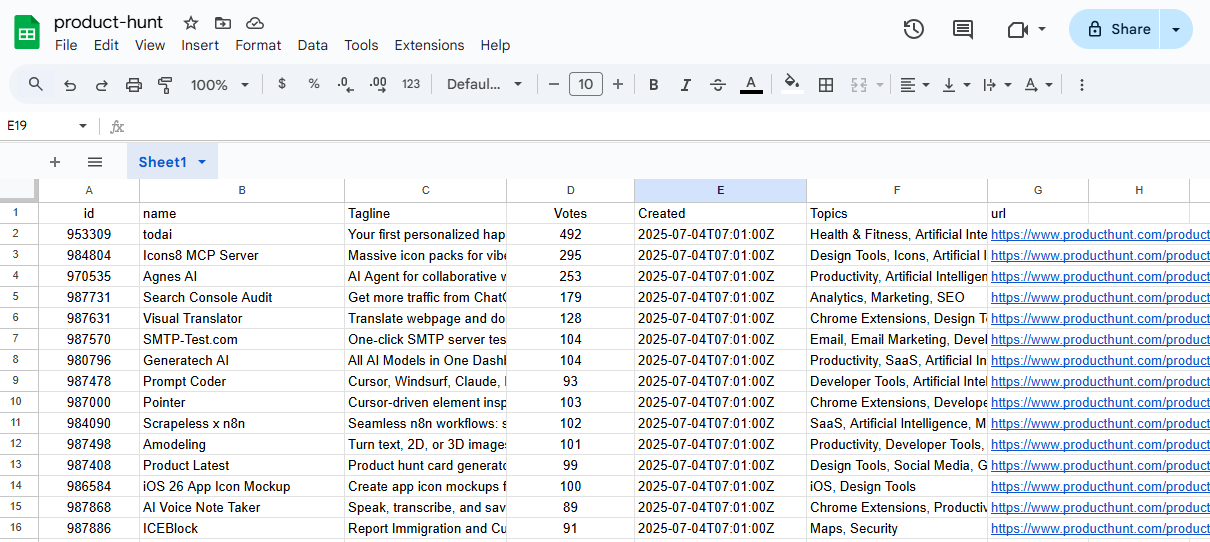 product-hunt
File Edit View Insert Format Data Tools Extensions Help
Share
100% $ % .0 .00 123 Defaul... 10 B I S A A
E19 fx
Sheet1
A B C D E F G H
1 id name Tagline Votes Created Topics url
2 953309 todai Your first personalized hap 492 2025-07-04T07:01:00Z Health & Fitness, Artificial Inte https://www.producthunt.com/product
3 984804 Icons8 MCP Server Massive icon packs for vibe 295 2025-07-04T07:01:00Z Design Tools, Icons, Artificial I https://www.producthunt.com/product
4 970535 Agnes AI AI Agent for collaborative w 253 2025-07-04T07:01:00Z Productivity, Artificial Intelligen https://www.producthunt.com/product
5 987731 Search Console Audit Get more traffic from ChatG 179 2025-07-04T07:01:00Z Analytics, Marketing, SEO https://www.producthunt.com/product
6 987631 Visual Translator Translate webpage and do 128 2025-07-04T07:01:00Z Chrome Extensions, Design To https://www.producthunt.com/product
7 987570 SMTP-Test.com One-click SMTP server tes 104 2025-07-04T07:01:00Z Email, Email Marketing, Devel https://www.producthunt.com/product
8 980796 Generatech AI All AI Models in One Dashl 104 2025-07-04T07:01:00Z Productivity, SaaS, Artificial In https://www.producthunt.com/product
9 987478 Prompt Coder Cursor, Windsurf, Claude, 93 2025-07-04T07:01:00Z Developer Tools, Artificial Intel https://www.producthunt.com/product
10 987000 Pointer Cursor-driven element insp 103 2025-07-04T07:01:00Z Chrome Extensions, Develope https://www.producthunt.com/product
11 984090 Scrapeless x n8n Seamless n8n workflows: s 102 2025-07-04T07:01:00Z SaaS, Artificial Intelligence, M https://www.producthunt.com/product
12 987498 Amodeling Turn text, 2D, or 3D image 101 2025-07-04T07:01:00Z Productivity, Developer Tools, https://www.producthunt.com/product
13 987408 Product Latest Product hunt card generato 99 2025-07-04T07:01:00Z Design Tools, Social Media, G https://www.producthunt.com/product
14 986584 iOS 26 App Icon Mockup Create app icon mockups f 100 2025-07-04T07:01:00Z iOS, Design Tools https://www.producthunt.com/product
15 987868 AI Voice Note Taker Speak, transcribe, and sav 89 2025-07-04T07:01:00Z Chrome Extensions, Productiv https://www.producthunt.com/product
16 987886 ICEBlock Report Immigration and Cu 91 2025-07-04T07:01:00Z Maps, Security https://www.producthunt.com/product